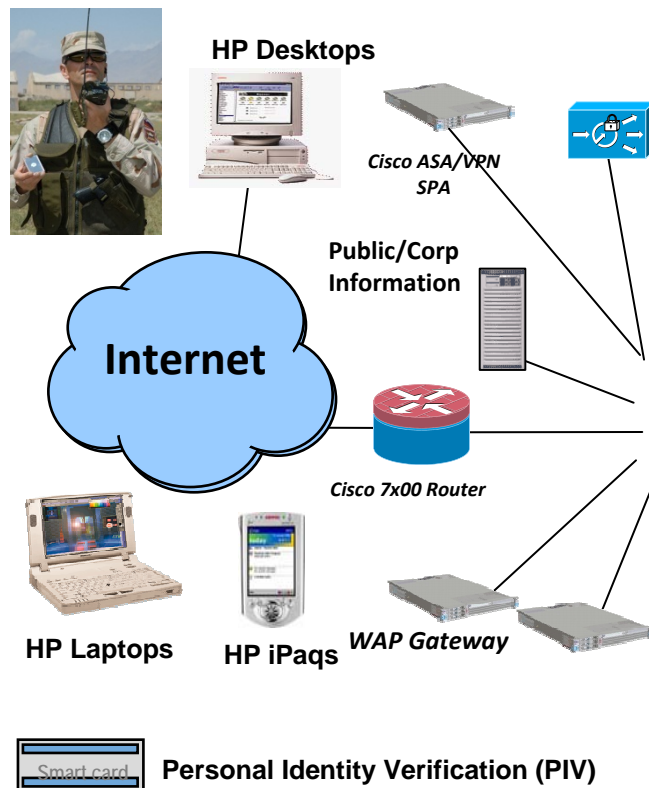 HP Desktops
Cisco ASA/VPN
SPA
Public/Corp
Information
Internet
Cisco 7x00 Router
HP Laptops
HP iPaqs
WAP Gateway
Smart card
Personal Identity Verification (PIV)